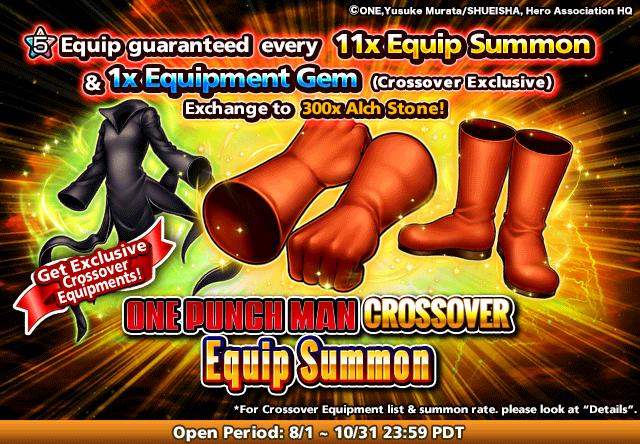 ©ONE,Yusuke Murata/SHUEISHA, Hero Association HQ
5 Equip guaranteed every 11x Equip Summon
& 1x Equipment Gem (Crossover Exclusive)
Exchange to 300x Alch Stone!
Get Exclusive
Crossover
Equipments!
ONE PUNCH MAN CROSSOVER
Equip Summon
*For Crossover Equipment list & summon rate. please look at “Details”.
Open Period: 8/1 ~ 10/31 23:59 PDT